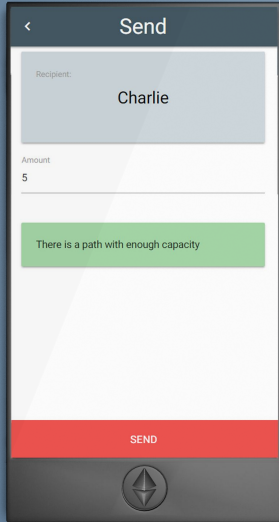 Send
Recipient:
Charlie
Amount
5
There is a path with enough capacity
SEND